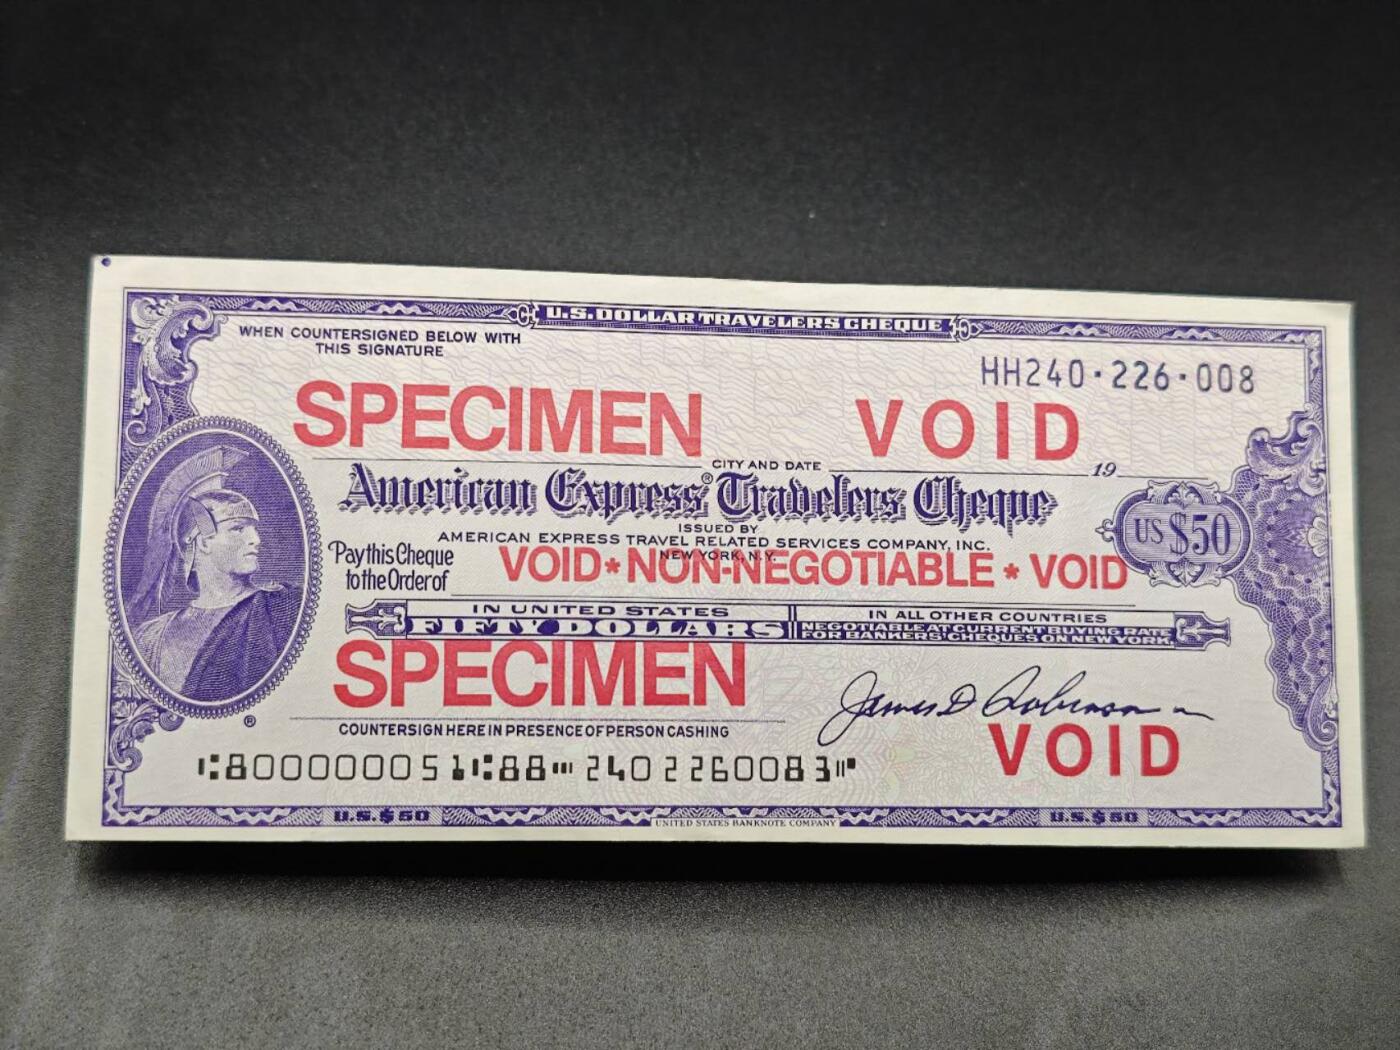 U.S. DOLLAR TRAVELERS CHEQUE
WHEN COUNTERSIGNED BELOW WITH
THIS SIGNATURE
HH240·226·008
SPECIMEN VOID
CITY AND DATE 19
American Express® Travelers Cheque
ISSUED BY
AMERICAN EXPRESS TRAVEL RELATED SERVICES COMPANY, INC.
NEW YORK, N.Y.
US $50
Pay this Cheque
to the Order of
VOID * NON-NEGOTIABLE * VOID
IN UNITED STATES
FIFTY DOLLARS
IN ALL OTHER COUNTRIES
NEGOTIABLE AT CURRENT BUYING RATE
FOR BANKERS' CHEQUES ON NEW YORK
SPECIMEN
James D Robinson
VOID
®
COUNTERSIGN HERE IN PRESENCE OF PERSON CASHING
⑆800000051⑆88⑈2402260083⑈
U.S.$50
UNITED STATES BANKNOTE COMPANY
U.S.$50